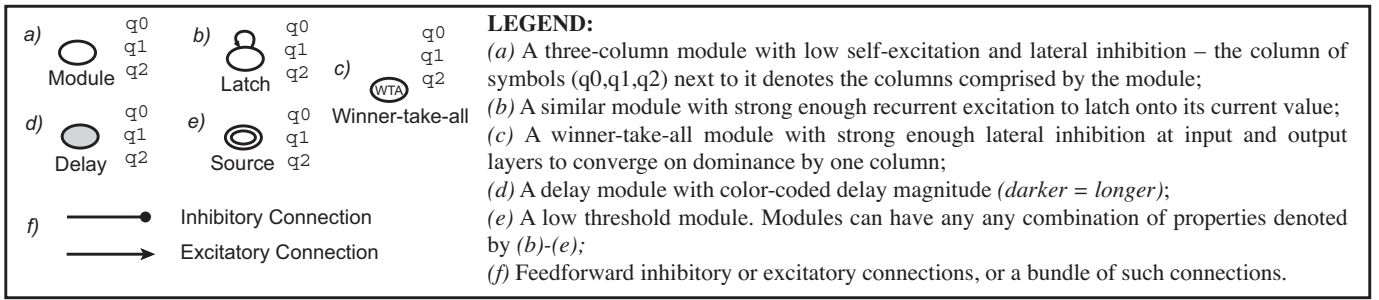 a)
q0
q1
q2
Module
b)
q0
q1
q2
Latch
c)
q0
q1
q2
WTA
Winner-take-all
d)
q0
q1
q2
Delay
e)
q0
q1
q2
Source
f)
Inhibitory Connection
Excitatory Connection
LEGEND:
(a) A three-column module with low self-excitation and lateral inhibition – the column of
symbols (q0,q1,q2) next to it denotes the columns comprised by the module;
(b) A similar module with strong enough recurrent excitation to latch onto its current value;
(c) A winner-take-all module with strong enough lateral inhibition at input and output
layers to converge on dominance by one column;
(d) A delay module with color-coded delay magnitude (darker = longer);
(e) A low threshold module. Modules can have any any combination of properties denoted
by (b)-(e);
(f) Feedforward inhibitory or excitatory connections, or a bundle of such connections.